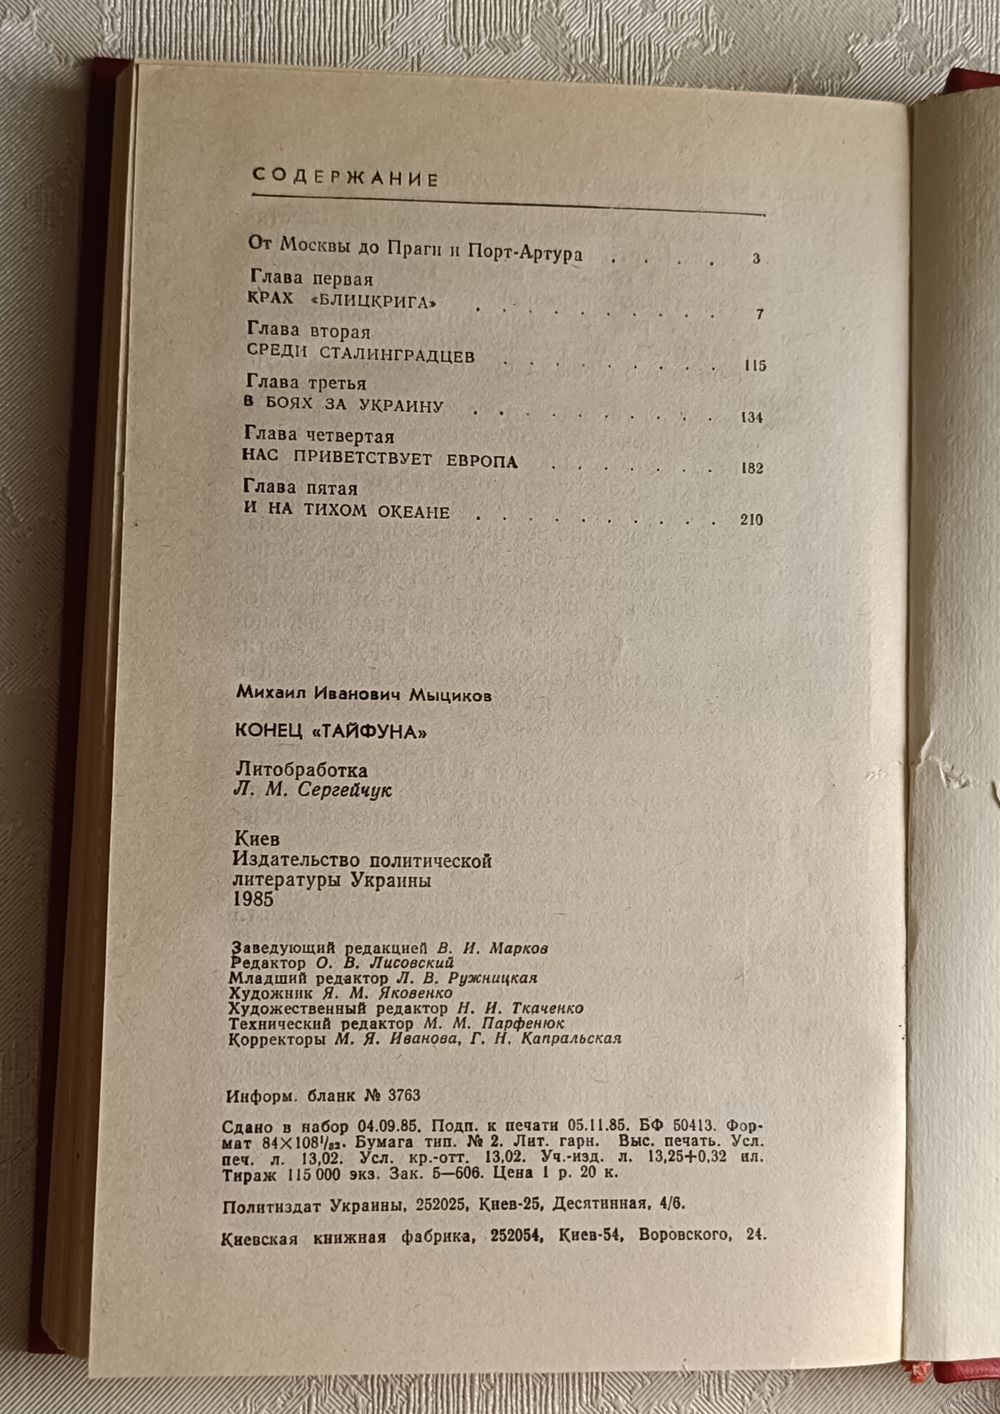 СОДЕРЖАНИЕ
От Москвы до Праги и Порт-Артура . . . . 3
Глава первая
КРАХ «БЛИЦКРИГА» . . . . . . . . . . 7
Глава вторая
СРЕДИ СТАЛИНГРАДЦЕВ . . . . . . . . . 115
Глава третья
В БОЯХ ЗА УКРАИНУ . . . . . . . . . . 134
Глава четвертая
НАС ПРИВЕТСТВУЕТ ЕВРОПА . . . . . . . 182
Глава пятая
И НА ТИХОМ ОКЕАНЕ . . . . . . . . . . 210
Михаил Иванович Мыциков
КОНЕЦ «ТАЙФУНА»
Литобработка
Л. М. Сергейчук
Киев
Издательство политической
литературы Украины
1985
Заведующий редакцией В. И. Марков
Редактор О. В. Лисовский
Младший редактор Л. В. Ружницкая
Художник Я. М. Яковенко
Художественный редактор Н. И. Ткаченко
Технический редактор М. М. Парфенюк
Корректоры М. Я. Иванова, Г. Н. Капральская
Информ. бланк № 3763
Сдано в набор 04.09.85. Подп. к печати 05.11.85. БФ 50413. Фор-
мат 84×108¹/₃₂. Бумага тип. № 2. Лит. гарн. Выс. печать. Усл.
печ. л. 13,02. Усл. кр.-отт. 13,02. Уч.-изд. л. 13,25+0,32 ил.
Тираж 115 000 экз. Зак. 5—606. Цена 1 р. 20 к.
Политиздат Украины, 252025, Киев-25, Десятинная, 4/6.
Киевская книжная фабрика, 252054, Киев-54, Воровского, 24.